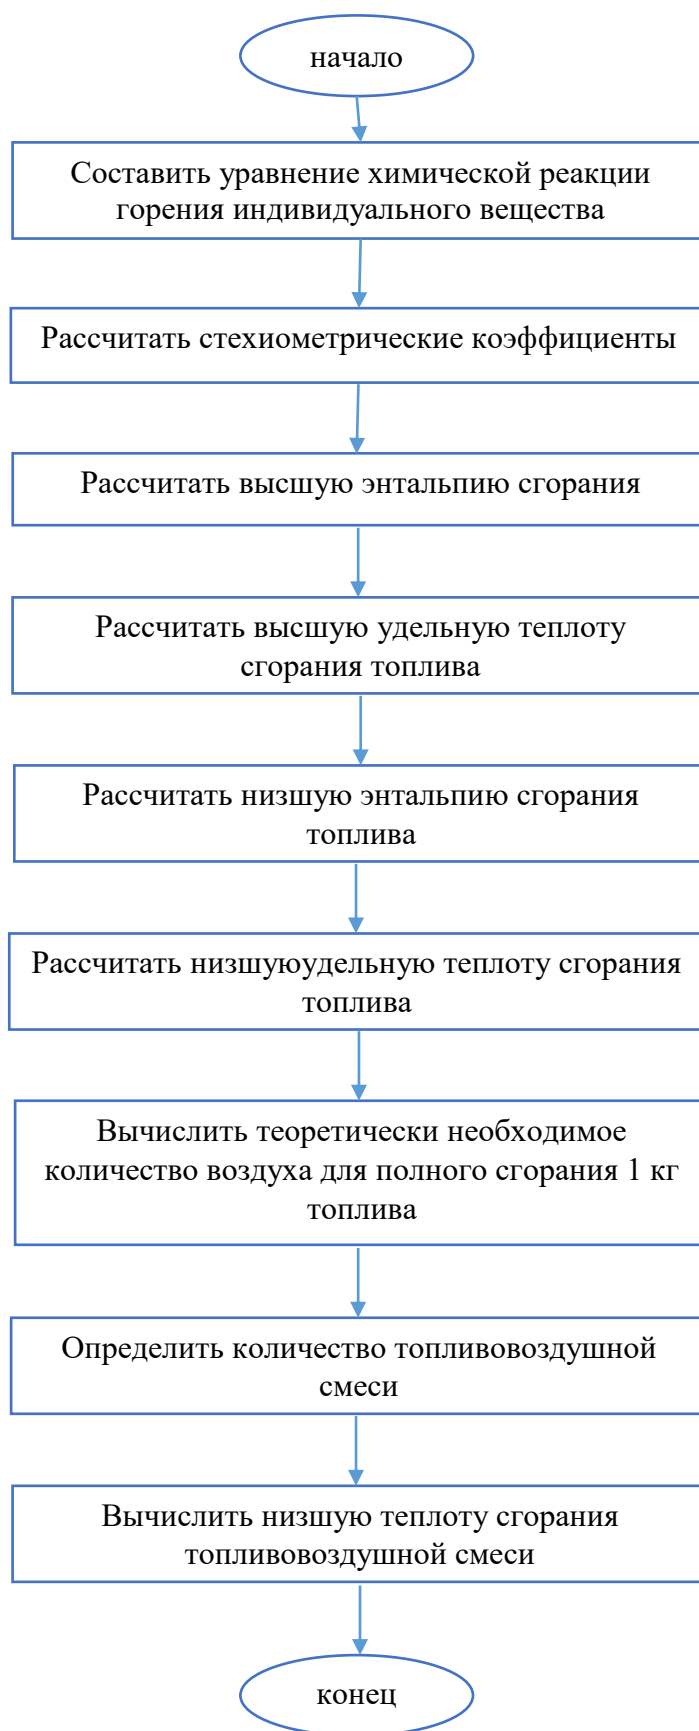 начало
Составить уравнение химической реакции
горения индивидуального вещества
Рассчитать стехиометрические коэффициенты
Рассчитать высшую энтальпию сгорания
Рассчитать высшую удельную теплоту
сгорания топлива
Рассчитать низшую энтальпию сгорания
топлива
Рассчитать низшуюудельную теплоту сгорания
топлива
Вычислить теоретически необходимое
количество воздуха для полного сгорания 1 кг
топлива
Определить количество топливовоздушной
смеси
Вычислить низшую теплоту сгорания
топливовоздушной смеси
конец